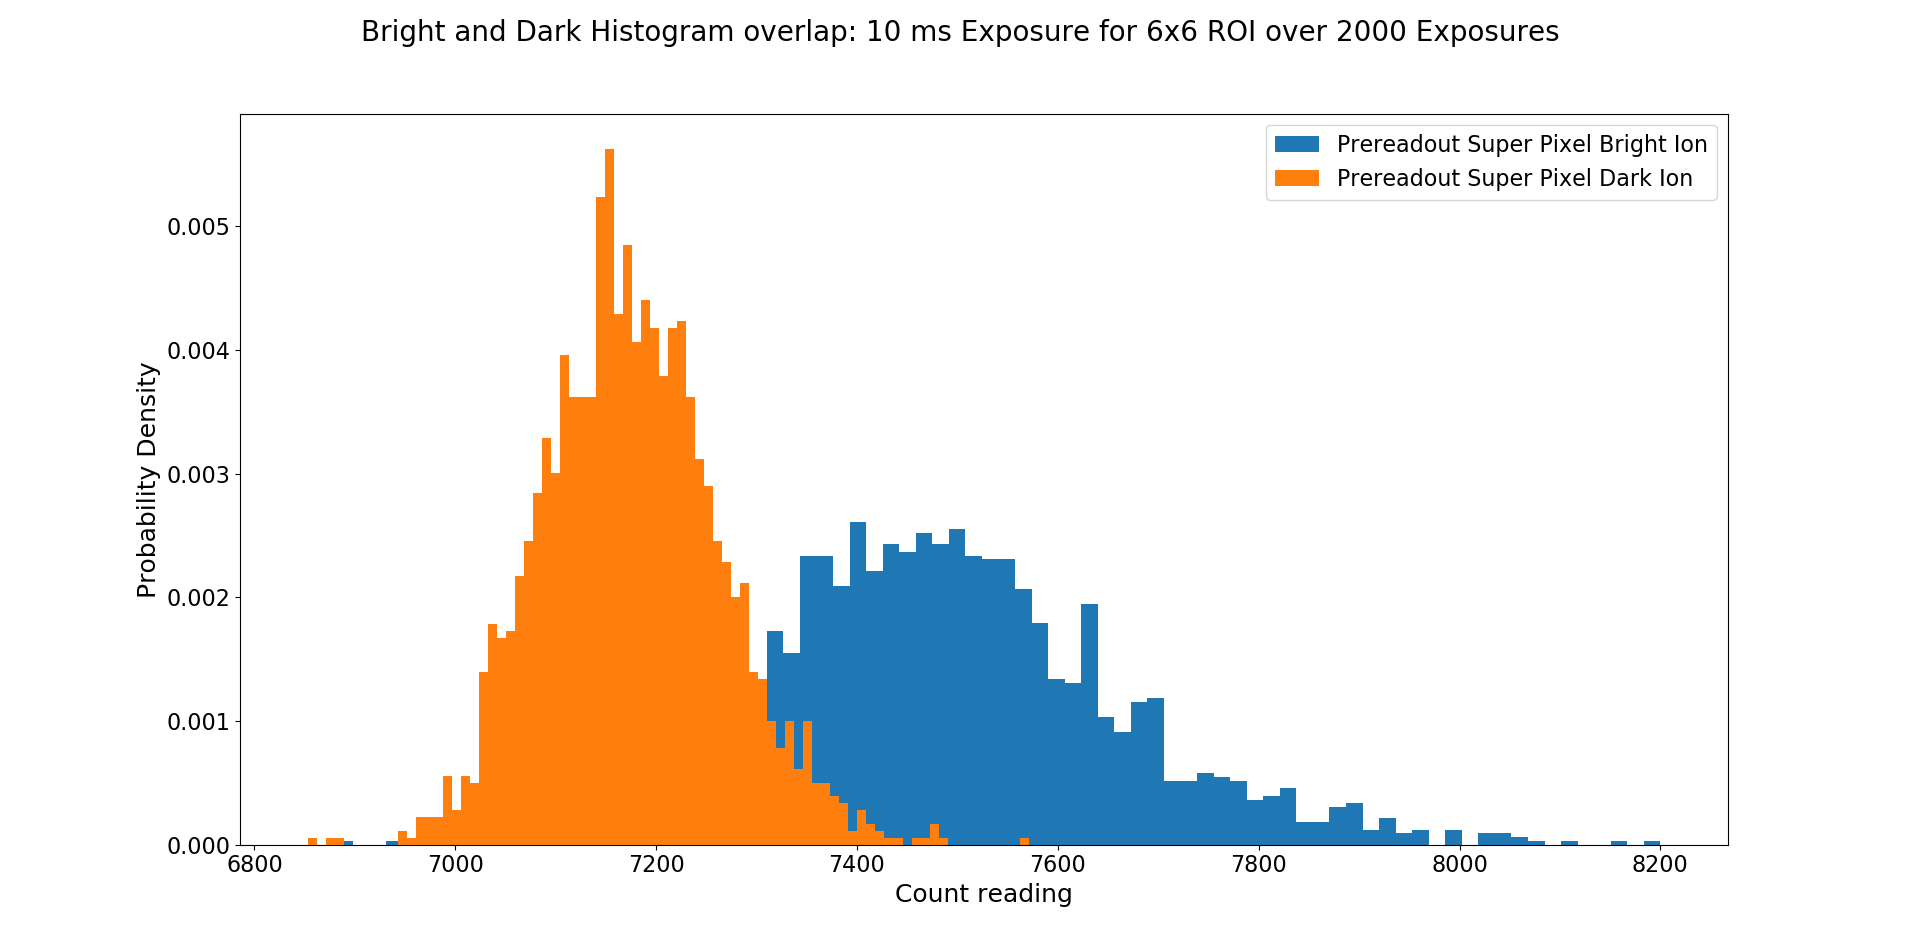 Bright and Dark Histogram overlap: 10 ms Exposure for 6x6 ROI over 2000 Exposures
Prereadout Super Pixel Bright Ion
Prereadout Super Pixel Dark Ion
Probability Density
0.005
0.004
0.003
0.002
0.001
0.000
6800 7000 7200 7400 7600 7800 8000 8200
Count reading